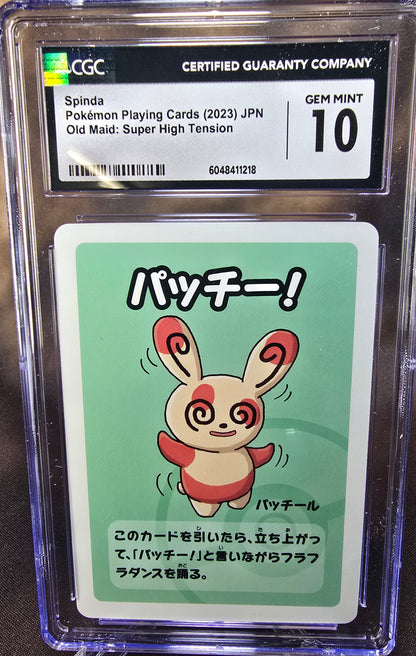 CGC
CERTIFIED GUARANTY COMPANY
Spinda
Pokémon Playing Cards (2023) JPN
Old Maid: Super High Tension
GEM MINT
10
6048411218
パッチー!
パッチール
このカードを引いたら、立ち上がっ
て、「パッチー!」と言いながらフラフ
ラダンスを踊る。